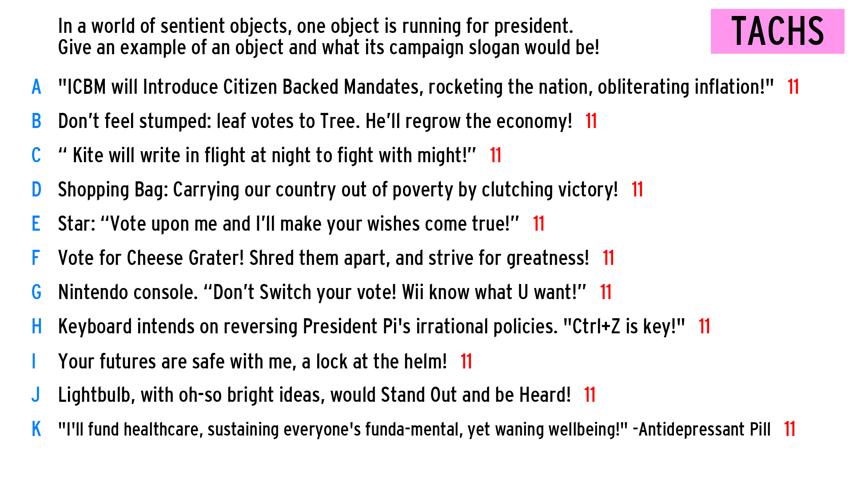 In a world of sentient objects, one object is running for president.
Give an example of an object and what its campaign slogan would be!
TACHS
A "ICBM will Introduce Citizen Backed Mandates, rocketing the nation, obliterating inflation!" 11
B Don’t feel stumped: leaf votes to Tree. He’ll regrow the economy! 11
C “ Kite will write in flight at night to fight with might!” 11
D Shopping Bag: Carrying our country out of poverty by clutching victory! 11
E Star: “Vote upon me and I’ll make your wishes come true!” 11
F Vote for Cheese Grater! Shred them apart, and strive for greatness! 11
G Nintendo console. “Don’t Switch your vote! Wii know what U want!” 11
H Keyboard intends on reversing President Pi's irrational policies. "Ctrl+Z is key!" 11
I Your futures are safe with me, a lock at the helm! 11
J Lightbulb, with oh-so bright ideas, would Stand Out and be Heard! 11
K "I'll fund healthcare, sustaining everyone's funda-mental, yet waning wellbeing!" -Antidepressant Pill 11